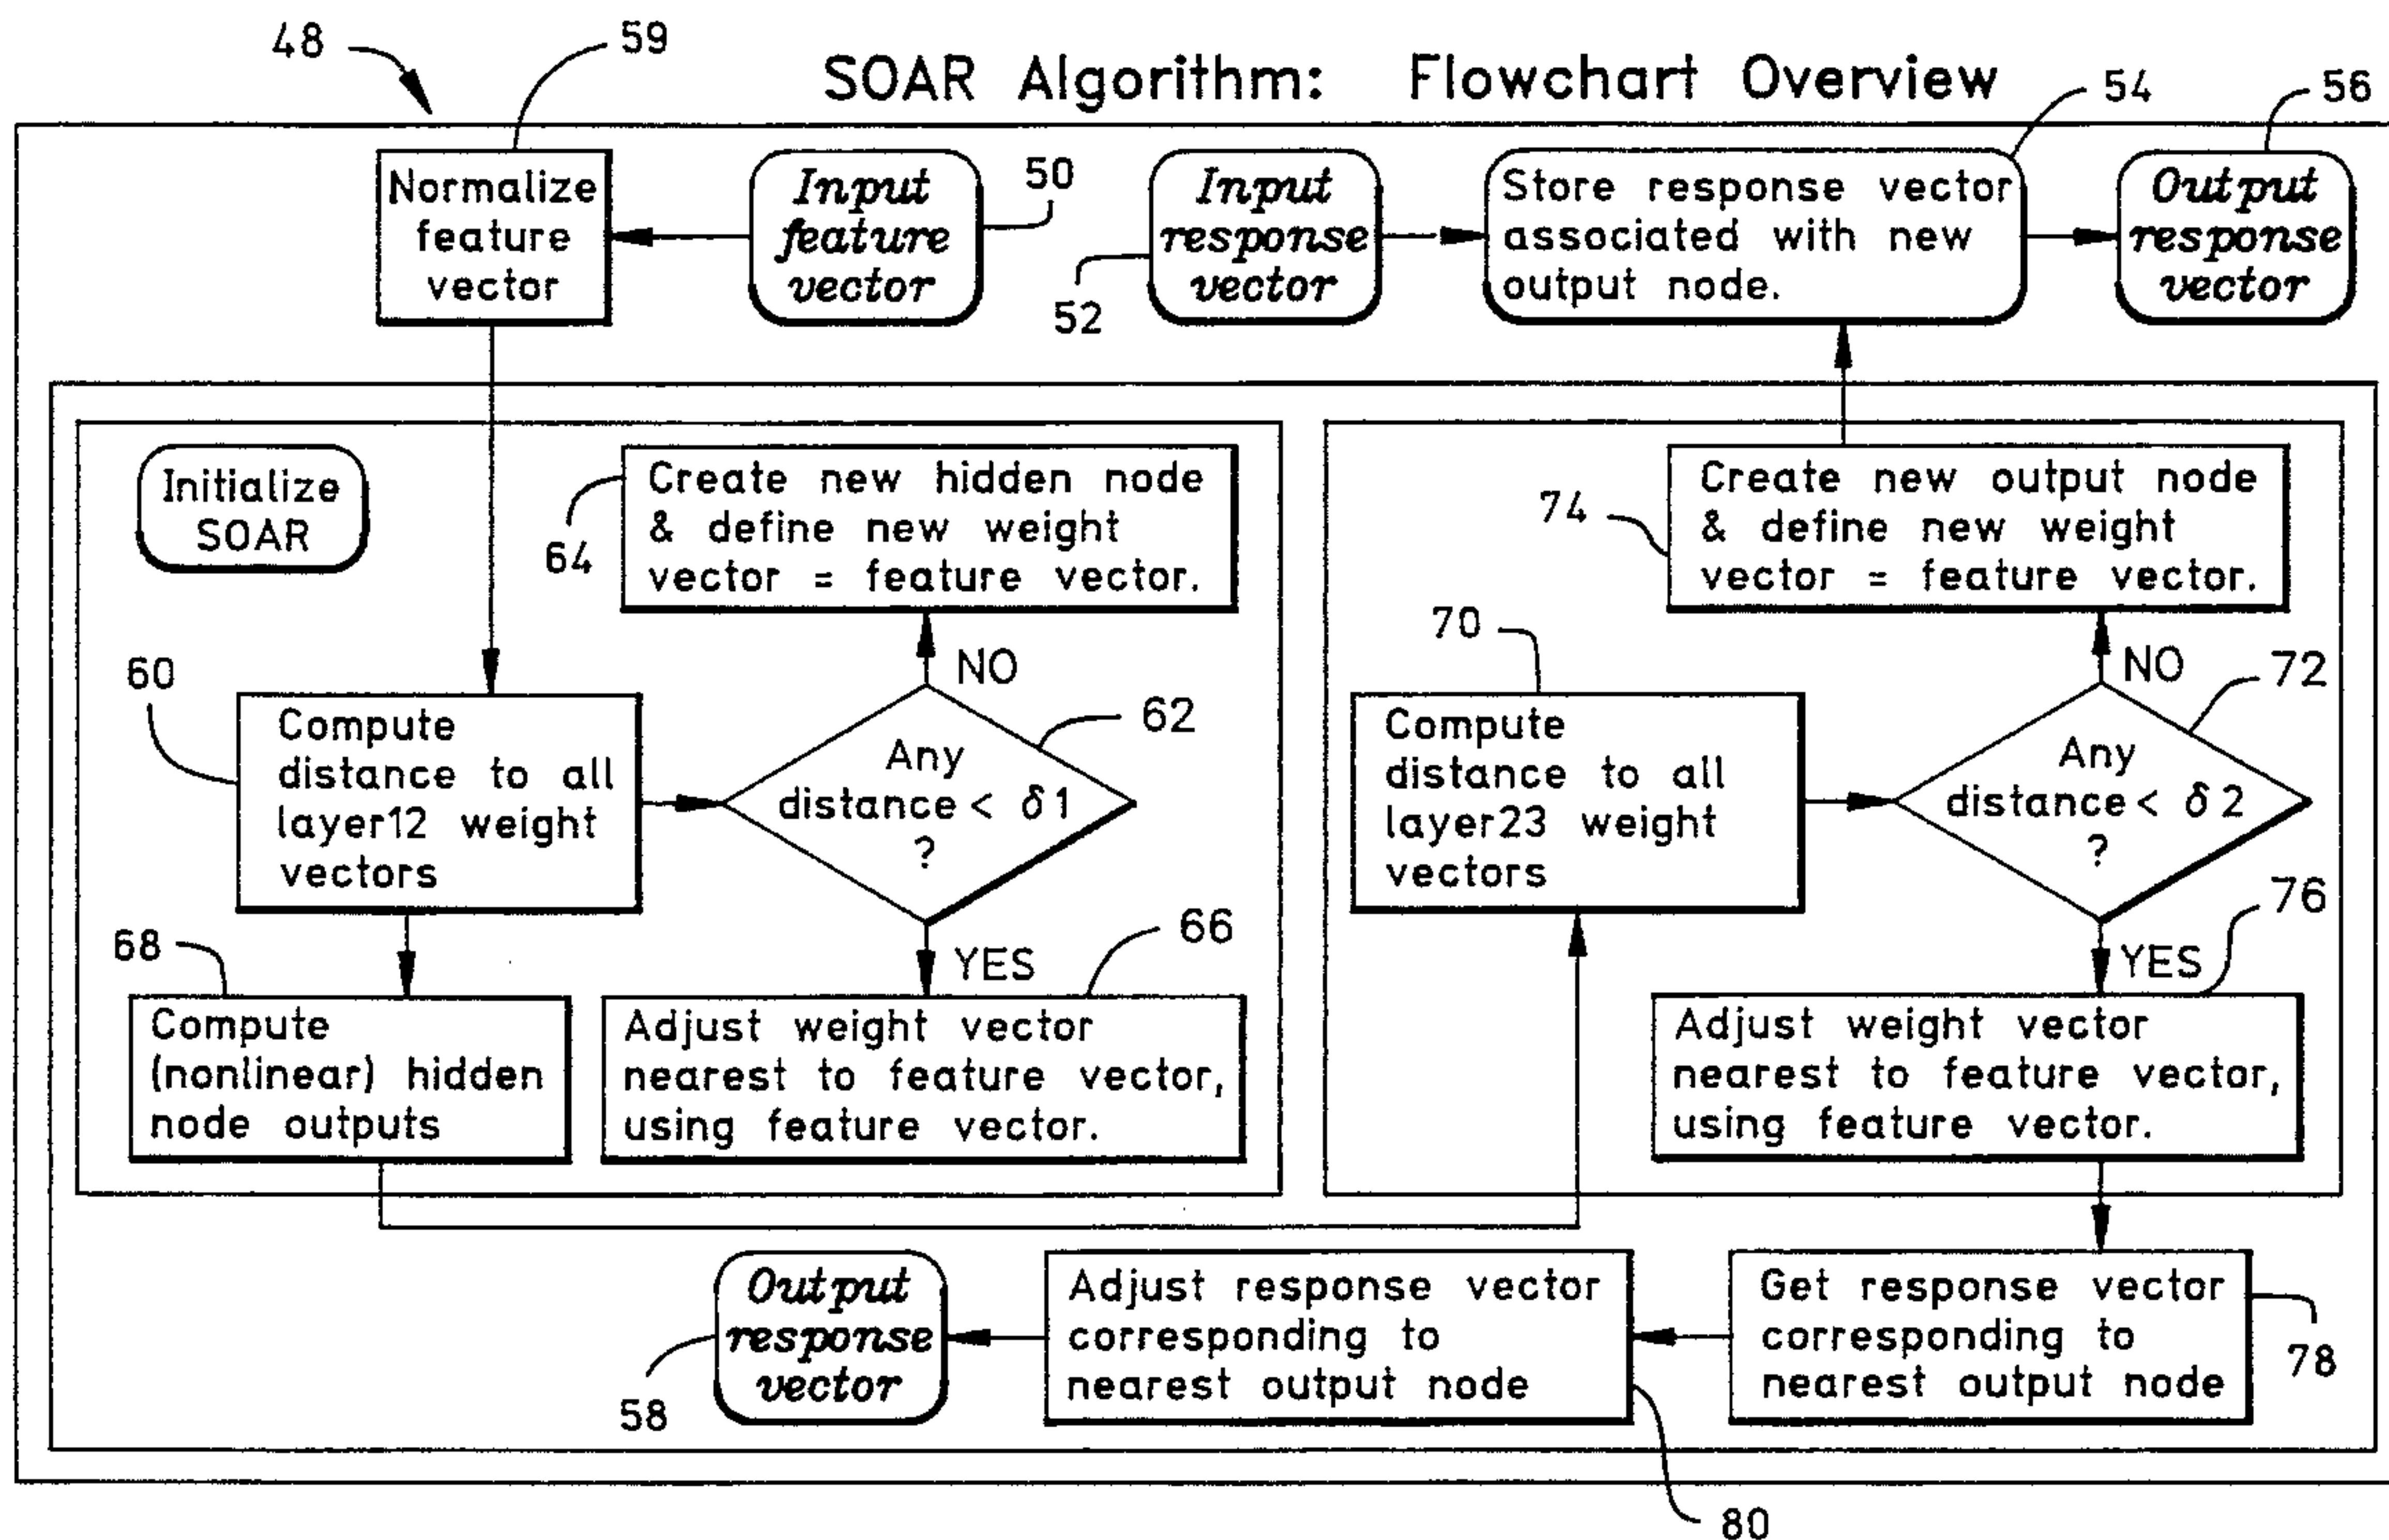 48
59
SOAR Algorithm: Flowchart Overview
54
56
Normalize
feature
vector
Input
feature
vector
50
52
Input
response
vector
Store response vector
associated with new
output node.
Output
response
vector
Initialize
SOAR
64
Create new hidden node
& define new weight
vector = feature vector.
74
Create new output node
& define new weight
vector = feature vector.
60
Compute
distance to all
layer12 weight
vectors
NO
62
Any
distance < δ1
?
YES
66
68
Compute
(nonlinear) hidden
node outputs
Adjust weight vector
nearest to feature vector,
using feature vector.
70
Compute
distance to all
layer23 weight
vectors
NO
72
Any
distance < δ2
?
YES
76
Adjust weight vector
nearest to feature vector,
using feature vector.
58
Output
response
vector
Adjust response vector
corresponding to
nearest output node
80
Get response vector
corresponding to
nearest output node
78